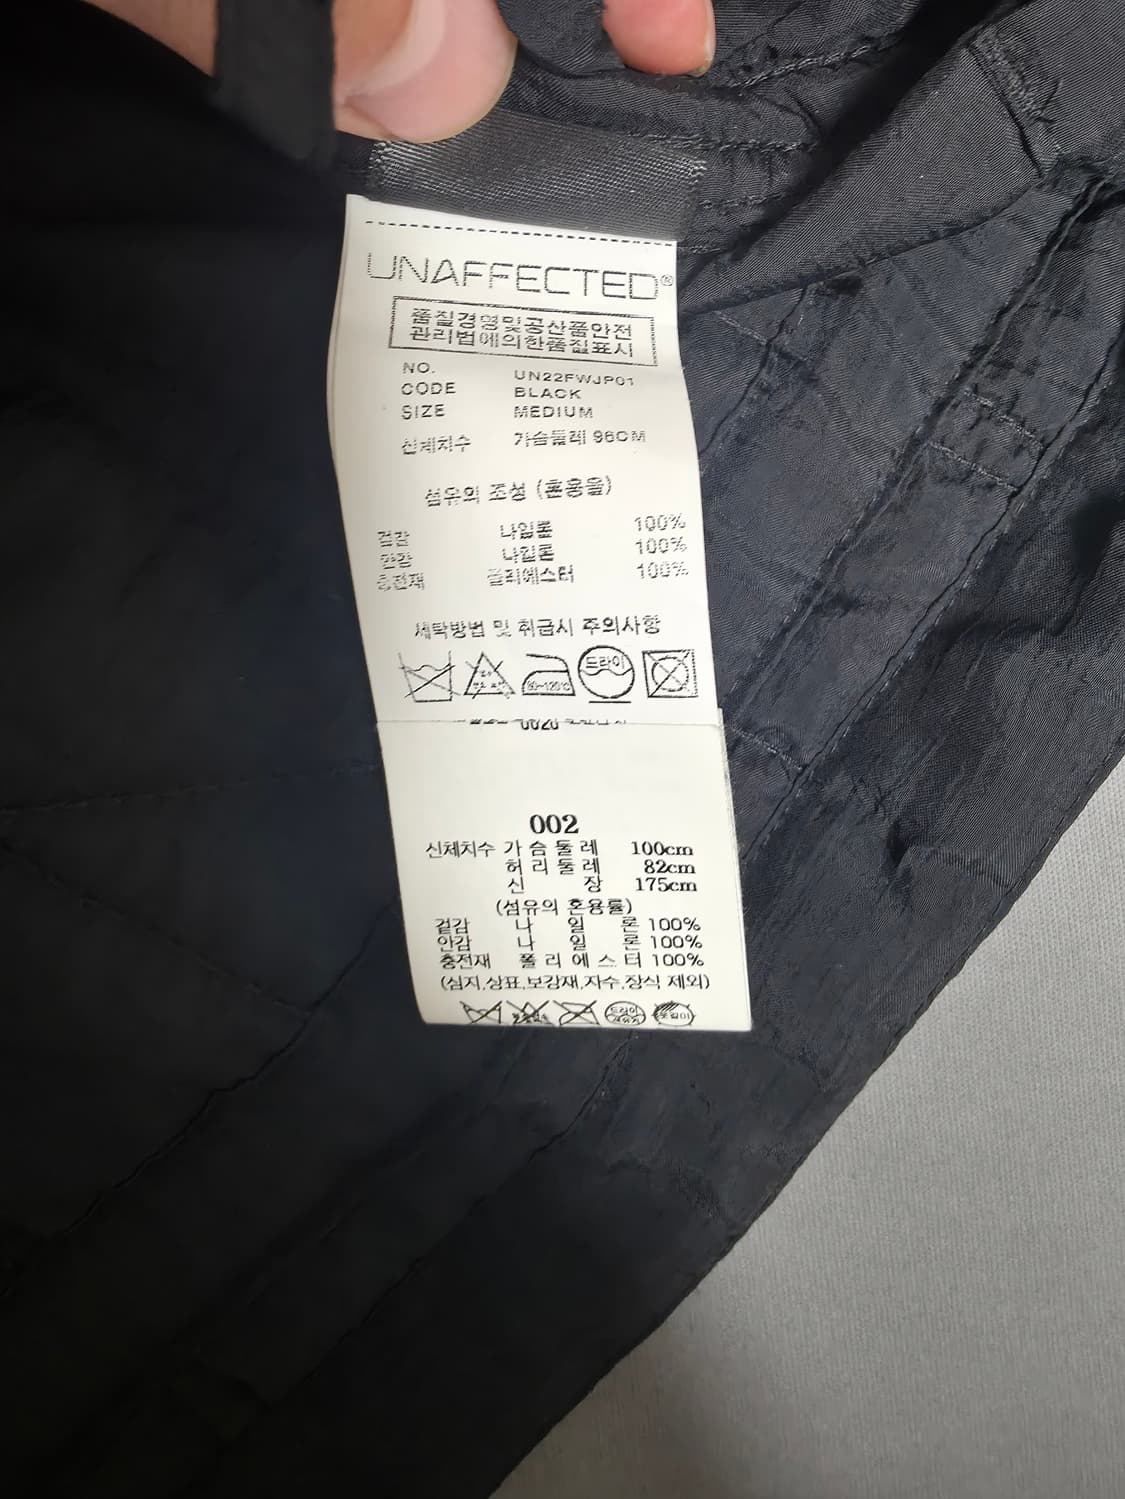 UNAFFECTED®
품질경영및공산품안전
관리법에의한품질표시
NO. UN22FWJP01
CODE BLACK
SIZE MEDIUM
신체치수 가슴둘레 96CM
섬유의 조성 (혼용율)
겉감 나일론 100%
안감 나일론 100%
충전재 폴리에스터 100%
세탁방법 및 취급시 주의사항
80~120℃ 드라이
002
신체치수 가슴둘레 100cm
허리둘레 82cm
신장 175cm
(섬유의 혼용률)
겉감 나일론 100%
안감 나일론 100%
충전재 폴리에스터 100%
(심지,상표,보강재,자수,장식 제외)
드라이